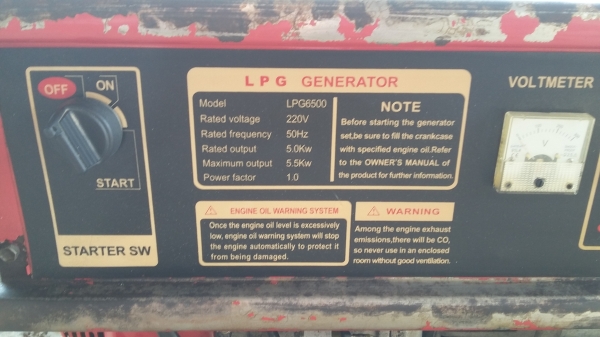 OFF
ON
START
STARTER SW
LPG GENERATOR
Model LPG6500
Rated voltage 220V
Rated frequency 50Hz
Rated output 5.0Kw
Maximum output 5.5Kw
Power factor 1.0
NOTE
Before starting the generator
set,be sure to fill the crankcase
with specified engine oil.Refer
to the OWNER'S MANUAL of
the product for further information.
ENGINE OIL WARNING SYSTEM
Once the engine oil level is excessively
low, engine oil warning system will stop
the engine automatically to protect it
from being damaged.
WARNING
Among the engine exhaust
emissions,there will be CO,
so never use in an enclosed
room without good ventilation.
VOLTMETER
V